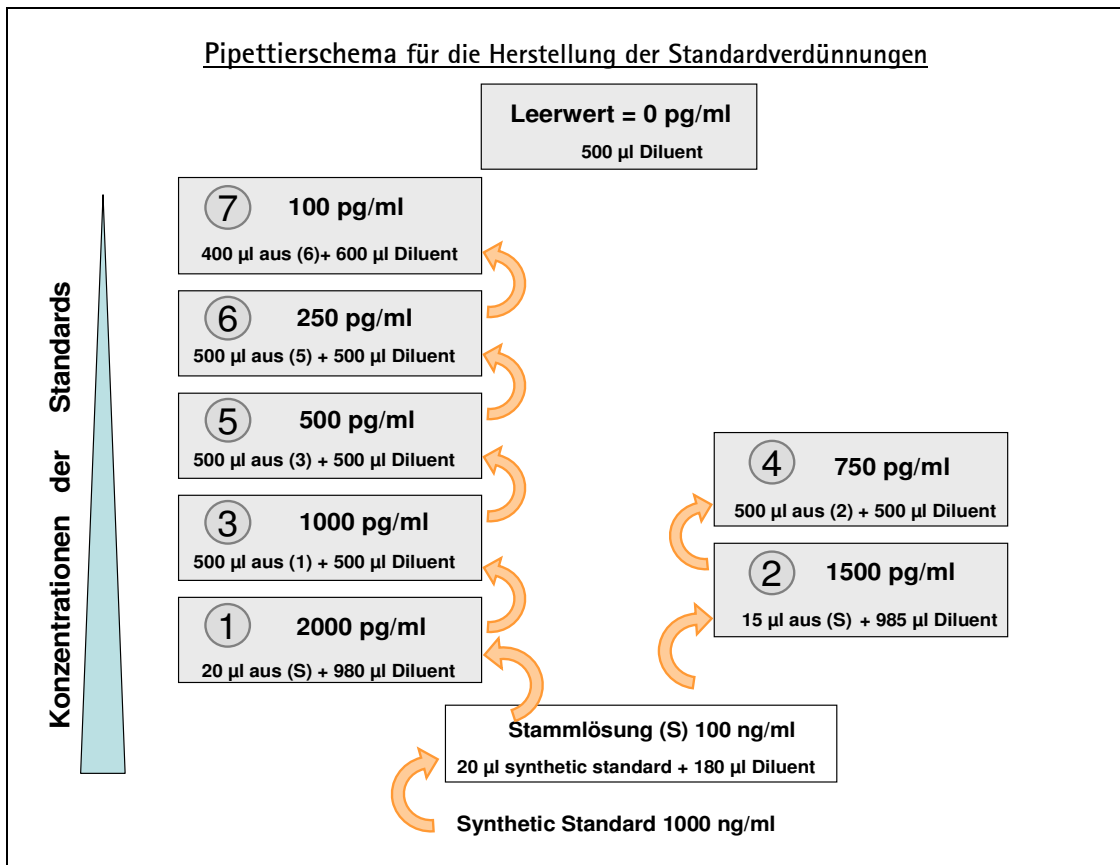 Pipettierschema für die Herstellung der Standardverdünnungen
Leerwert = 0 pg/ml
500 µl Diluent
7 100 pg/ml
400 µl aus (6)+ 600 µl Diluent
6 250 pg/ml
500 µl aus (5) + 500 µl Diluent
5 500 pg/ml
500 µl aus (3) + 500 µl Diluent
3 1000 pg/ml
500 µl aus (1) + 500 µl Diluent
1 2000 pg/ml
20 µl aus (S) + 980 µl Diluent
4 750 pg/ml
500 µl aus (2) + 500 µl Diluent
2 1500 pg/ml
15 µl aus (S) + 985 µl Diluent
Stammlösung (S) 100 ng/ml
20 µl synthetic standard + 180 µl Diluent
Synthetic Standard 1000 ng/ml
Konzentrationen der Standards